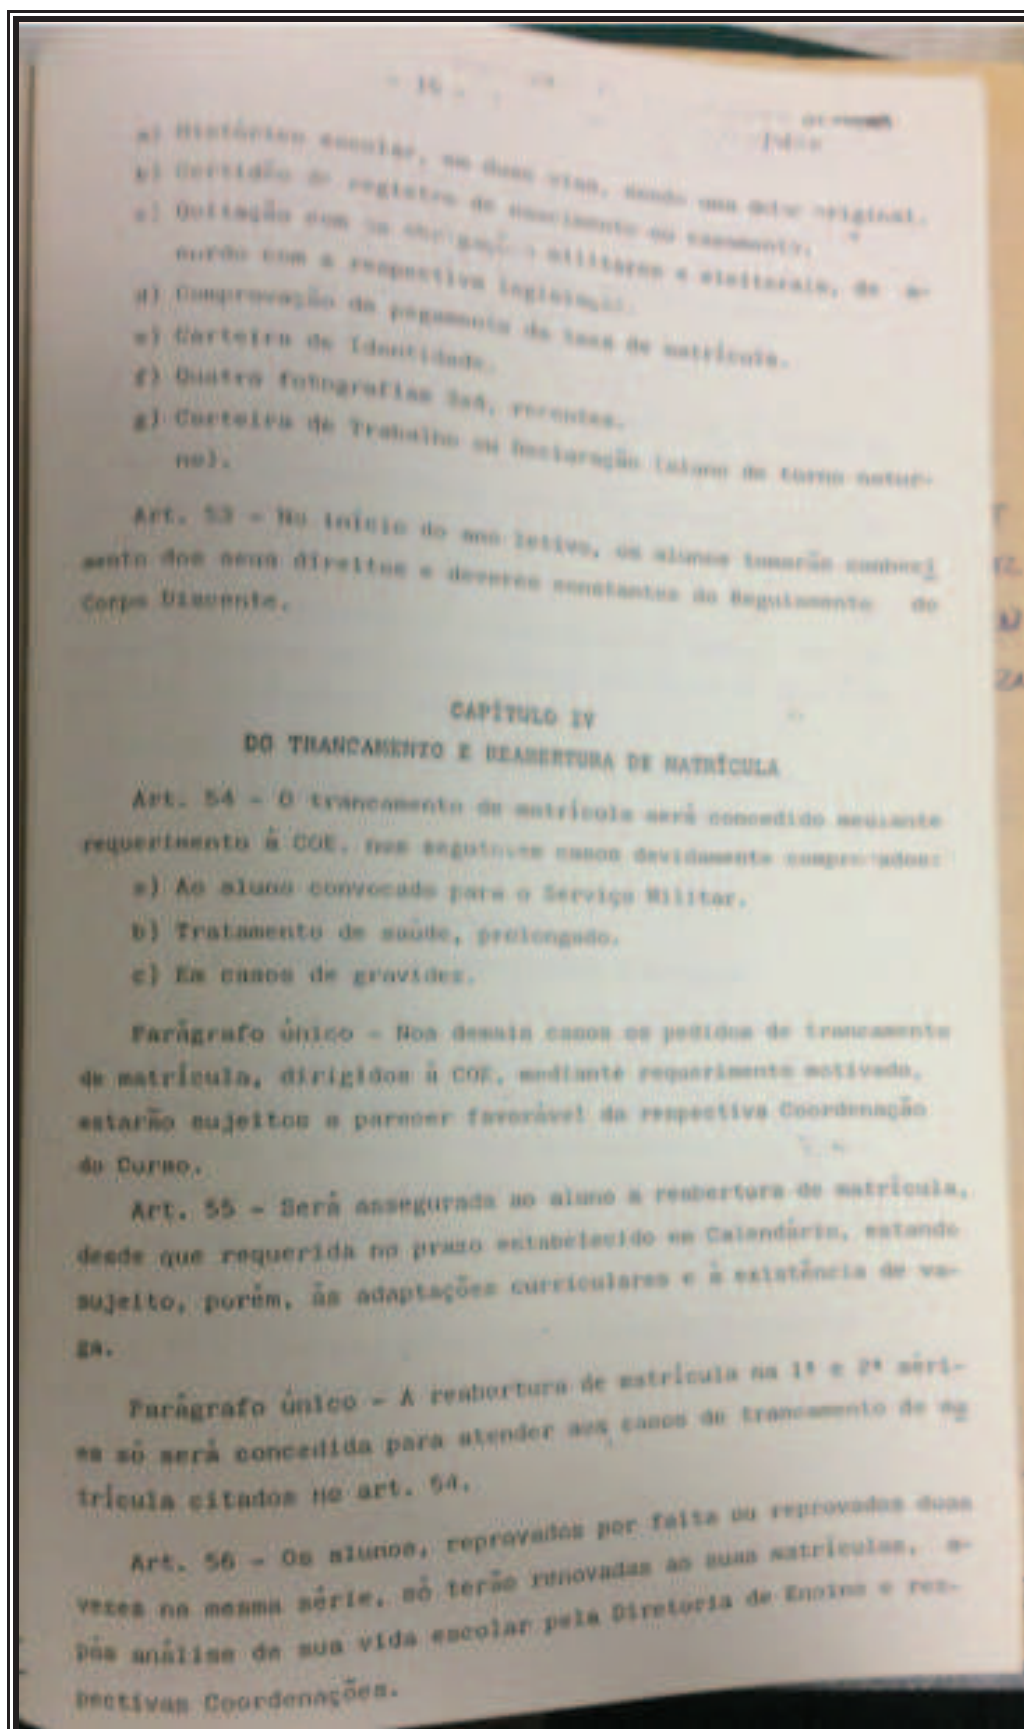 a) Histórico escolar, em duas vias, sendo uma original.
b) Certidão de registro de nascimento ou casamento.
c) Quitação com as obrigações militares e eleitorais, de a-
cordo com a respectiva legislação.
d) Comprovação de pagamento da taxa de matrícula.
e) Carteira de Identidade.
f) Quatro fotografias 3x4, recentes.
g) Carteira de Trabalho ou Declaração (aluno do turno notur-
no).
Art. 53 - No início do ano letivo, os alunos tomarão conheci
mento dos seus direitos e deveres constantes do Regulamento do
Corpo Discente.
CAPÍTULO IV
DO TRANCAMENTO E REABERTURA DE MATRÍCULA
Art. 54 - O trancamento de matrícula será concedido mediante
requerimento à COE, nos seguintes casos devidamente comprovados:
a) Ao aluno convocado para o Serviço Militar.
b) Tratamento de saúde, prolongado.
c) Em casos de gravidez.
Parágrafo único - Nos demais casos os pedidos de trancamento
de matrícula, dirigidos à COE, mediante requerimento motivado,
estarão sujeitos a parecer favorável da respectiva Coordenação
do Curso.
Art. 55 - Será assegurada ao aluno a reabertura de matrícula,
desde que requerida no prazo estabelecido em Calendário, estando
sujeito, porém, às adaptações curriculares e à existência de va-
ga.
Parágrafo único - A reabertura de matrícula na 1ª e 2ª séri-
es só será concedida para atender aos casos de trancamento de ma
trícula citados no art. 54.
Art. 56 - Os alunos, reprovados por falta ou reprovados duas
vezes na mesma série, só terão renovadas as suas matrículas, a-
pós análise de sua vida escolar pela Diretoria de Ensino e res-
pectivas Coordenações.